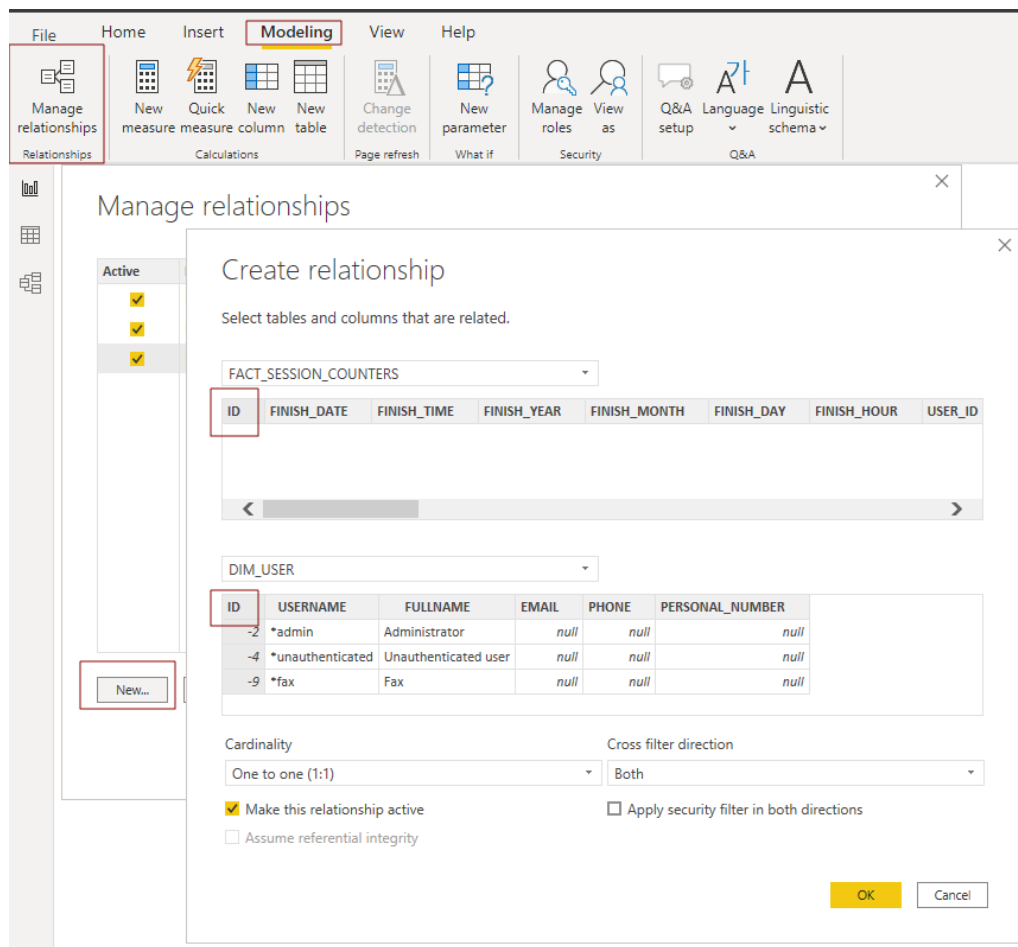 File Home Insert Modeling View Help
Manage relationships
New measure
Quick measure
New column
New table
Change detection
New parameter
Manage roles
View as
Q&A setup
Language
Linguistic schema
Relationships Calculations Page refresh What if Security Q&A
Manage relationships
Active
New...
Create relationship
Select tables and columns that are related.
FACT_SESSION_COUNTERS
ID FINISH_DATE FINISH_TIME FINISH_YEAR FINISH_MONTH FINISH_DAY FINISH_HOUR USER_ID
DIM_USER
ID USERNAME FULLNAME EMAIL PHONE PERSONAL_NUMBER
-2 *admin Administrator null null null
-4 *unauthenticated Unauthenticated user null null null
-9 *fax Fax null null null
Cardinality Cross filter direction
One to one (1:1) Both
Make this relationship active Apply security filter in both directions
Assume referential integrity
OK Cancel